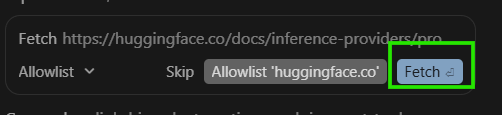 Fetch https://huggingface.co/docs/inference-providers/pro
Allowlist Skip Allowlist 'huggingface.co' Fetch ⏎